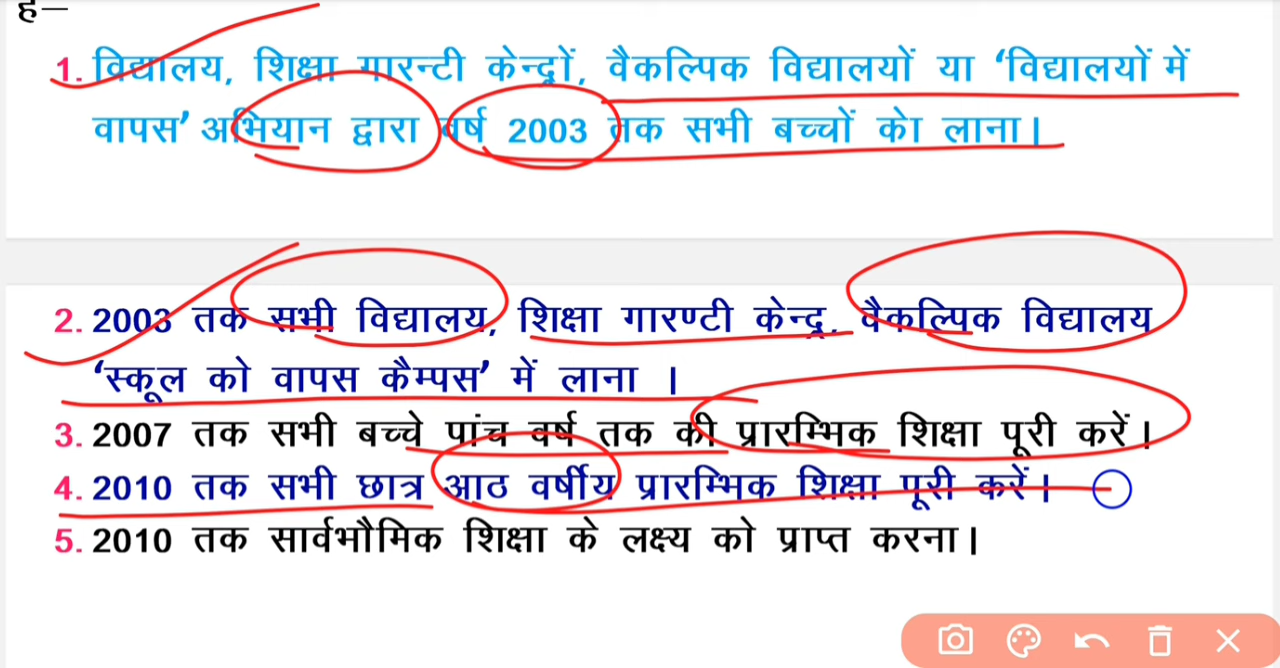 है—
1. विद्यालय, शिक्षा गारन्टी केन्द्रों, वैकल्पिक विद्यालयों या ‘विद्यालयों में
वापस’ अभियान द्वारा वर्ष 2003 तक सभी बच्चों केा लाना।
2. 2003 तक सभी विद्यालय, शिक्षा गारण्टी केन्द्र, वैकल्पिक विद्यालय
‘स्कूल को वापस कैम्पस’ में लाना ।
3. 2007 तक सभी बच्चे पांच वर्ष तक की प्रारम्भिक शिक्षा पूरी करें।
4. 2010 तक सभी छात्र आठ वर्षीय प्रारम्भिक शिक्षा पूरी करें।
5. 2010 तक सार्वभौमिक शिक्षा के लक्ष्य को प्राप्त करना।